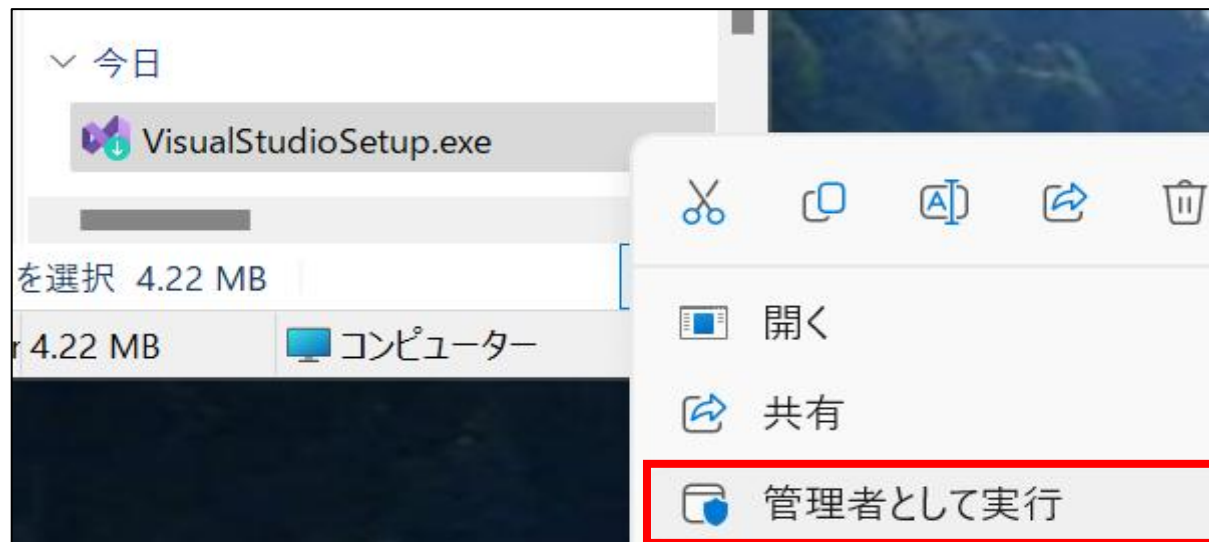 今日
VisualStudioSetup.exe
を選択 4.22 MB
4.22 MB
コンピューター
開く
共有
管理者として実行